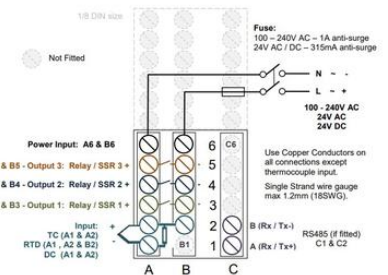 1/8 DIN size
Fuse:
100 – 240V AC – 1A anti-surge
24V AC / DC – 315mA anti-surge
Not Fitted
N ~ -
L ~ +
100 - 240V AC
24V AC
24V DC
Power Input: A6 & B6
6 C6
& B5 - Output 3: Relay / SSR 3 +
- 5
& B4 - Output 2: Relay / SSR 2 +
- 4
& B3 - Output 1: Relay / SSR 1 +
- 3
Use Copper Conductors on
all connections except
thermocouple input.
Single Strand wire gauge
max 1.2mm (18SWG).
Input: +
TC (A1 & A2)
RTD (A1 , A2 & B2)
DC (A1 & A2) -
B1
2
1
B (Rx / Tx-)
A (Rx / Tx+)
RS485 (if fitted)
C1 & C2
A B C